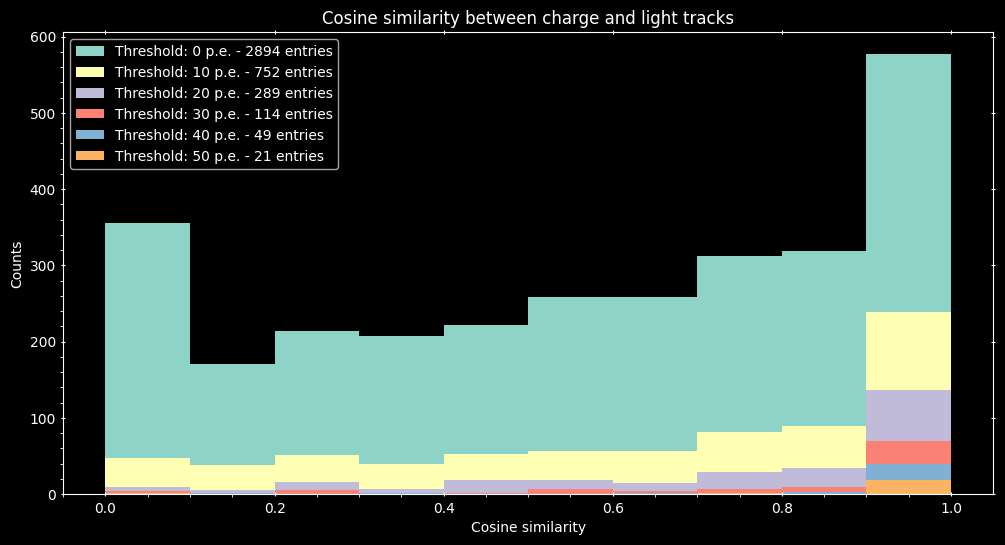 Cosine similarity between charge and light tracks
600
500
400
300
200
100
0
Counts
Threshold: 0 p.e. - 2894 entries
Threshold: 10 p.e. - 752 entries
Threshold: 20 p.e. - 289 entries
Threshold: 30 p.e. - 114 entries
Threshold: 40 p.e. - 49 entries
Threshold: 50 p.e. - 21 entries
0.0 0.2 0.4 0.6 0.8 1.0
Cosine similarity